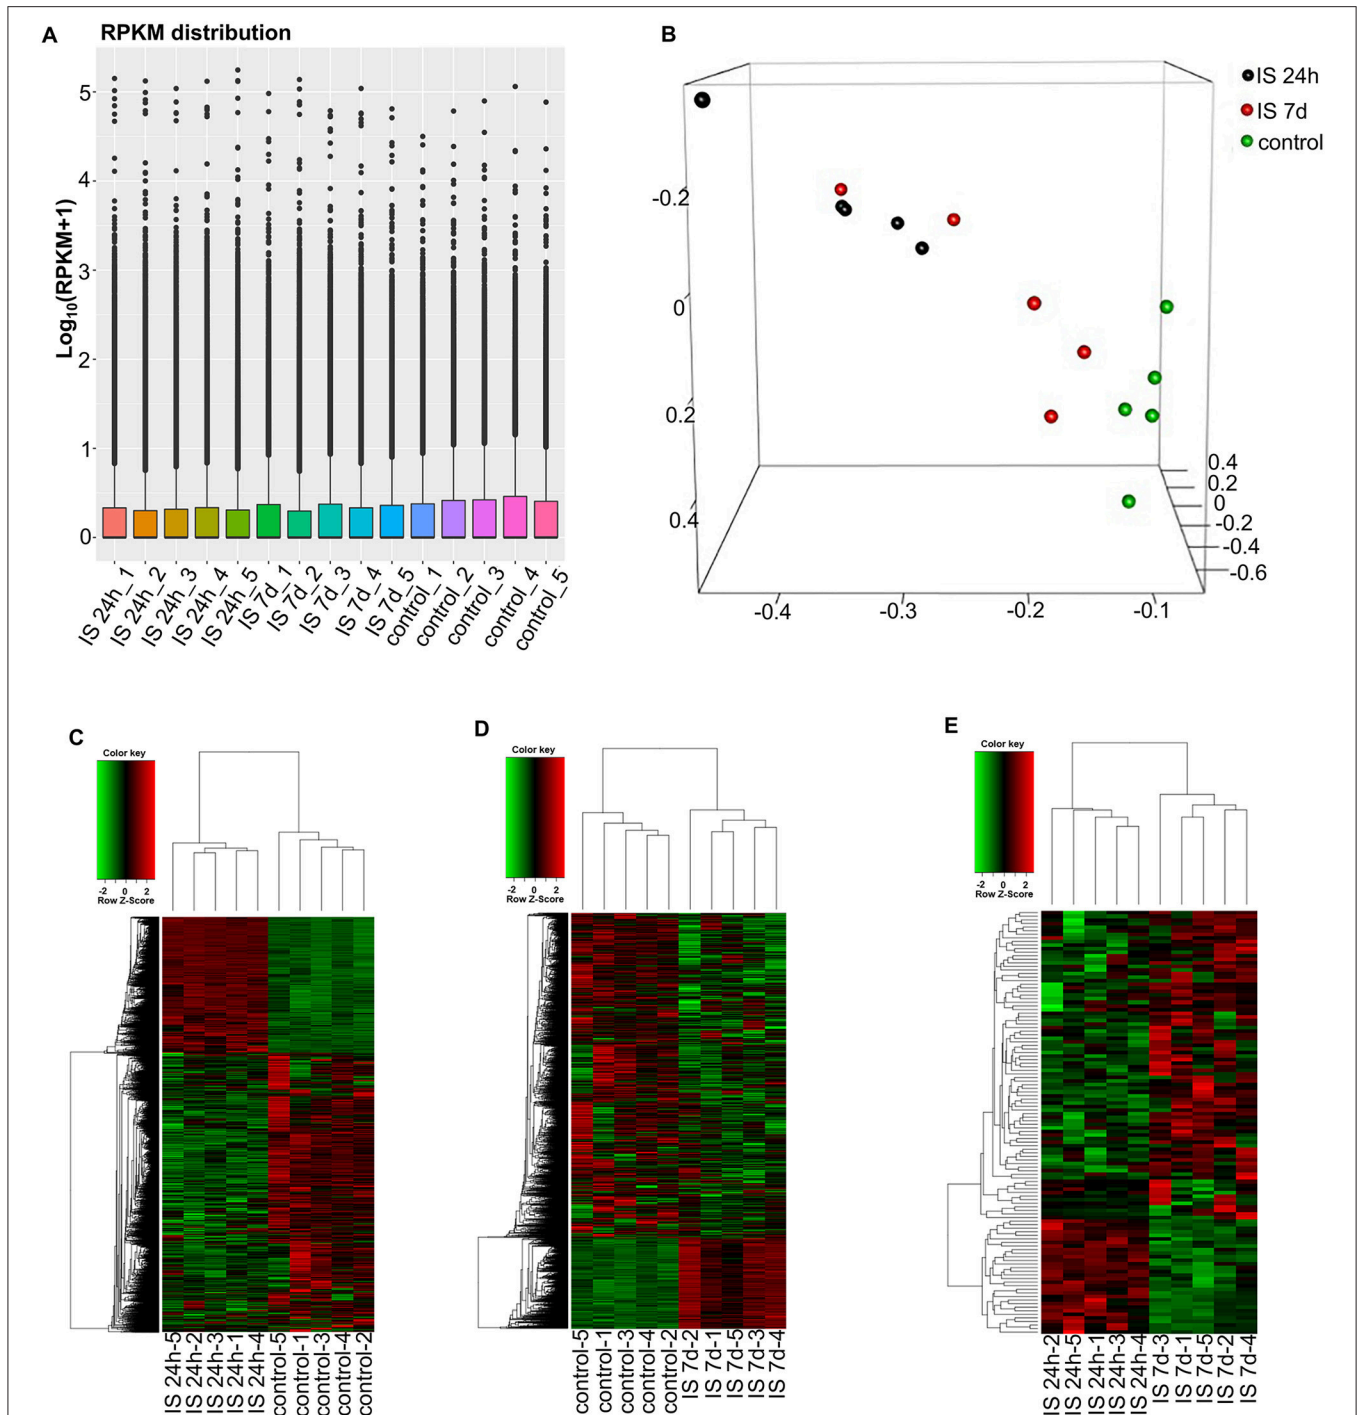 A
RPKM distribution
Log10(RPKM+1)
5
4
3
2
1
0
IS 24h_1
IS 24h_2
IS 24h_3
IS 24h_4
IS 24h_5
IS 7d_1
IS 7d_2
IS 7d_3
IS 7d_4
IS 7d_5
control_1
control_2
control_3
control_4
control_5
B
IS 24h
IS 7d
control
-0.2
0
0.2
0.4
0.4
0.2
0
-0.2
-0.4
-0.6
-0.4
-0.3
-0.2
-0.1
C
Color key
-2 0 2
Row Z-Score
IS 24h-5
IS 24h-2
IS 24h-3
IS 24h-1
IS 24h-4
control-5
control-1
control-3
control-4
control-2
D
Color key
-2 0 2
Row Z-Score
control-5
control-1
control-3
control-4
control-2
IS 7d-2
IS 7d-1
IS 7d-5
IS 7d-3
IS 7d-4
E
Color key
-2 0 2
Row Z-Score
IS 24h-2
IS 24h-5
IS 24h-1
IS 24h-3
IS 24h-4
IS 7d-3
IS 7d-1
IS 7d-5
IS 7d-2
IS 7d-4